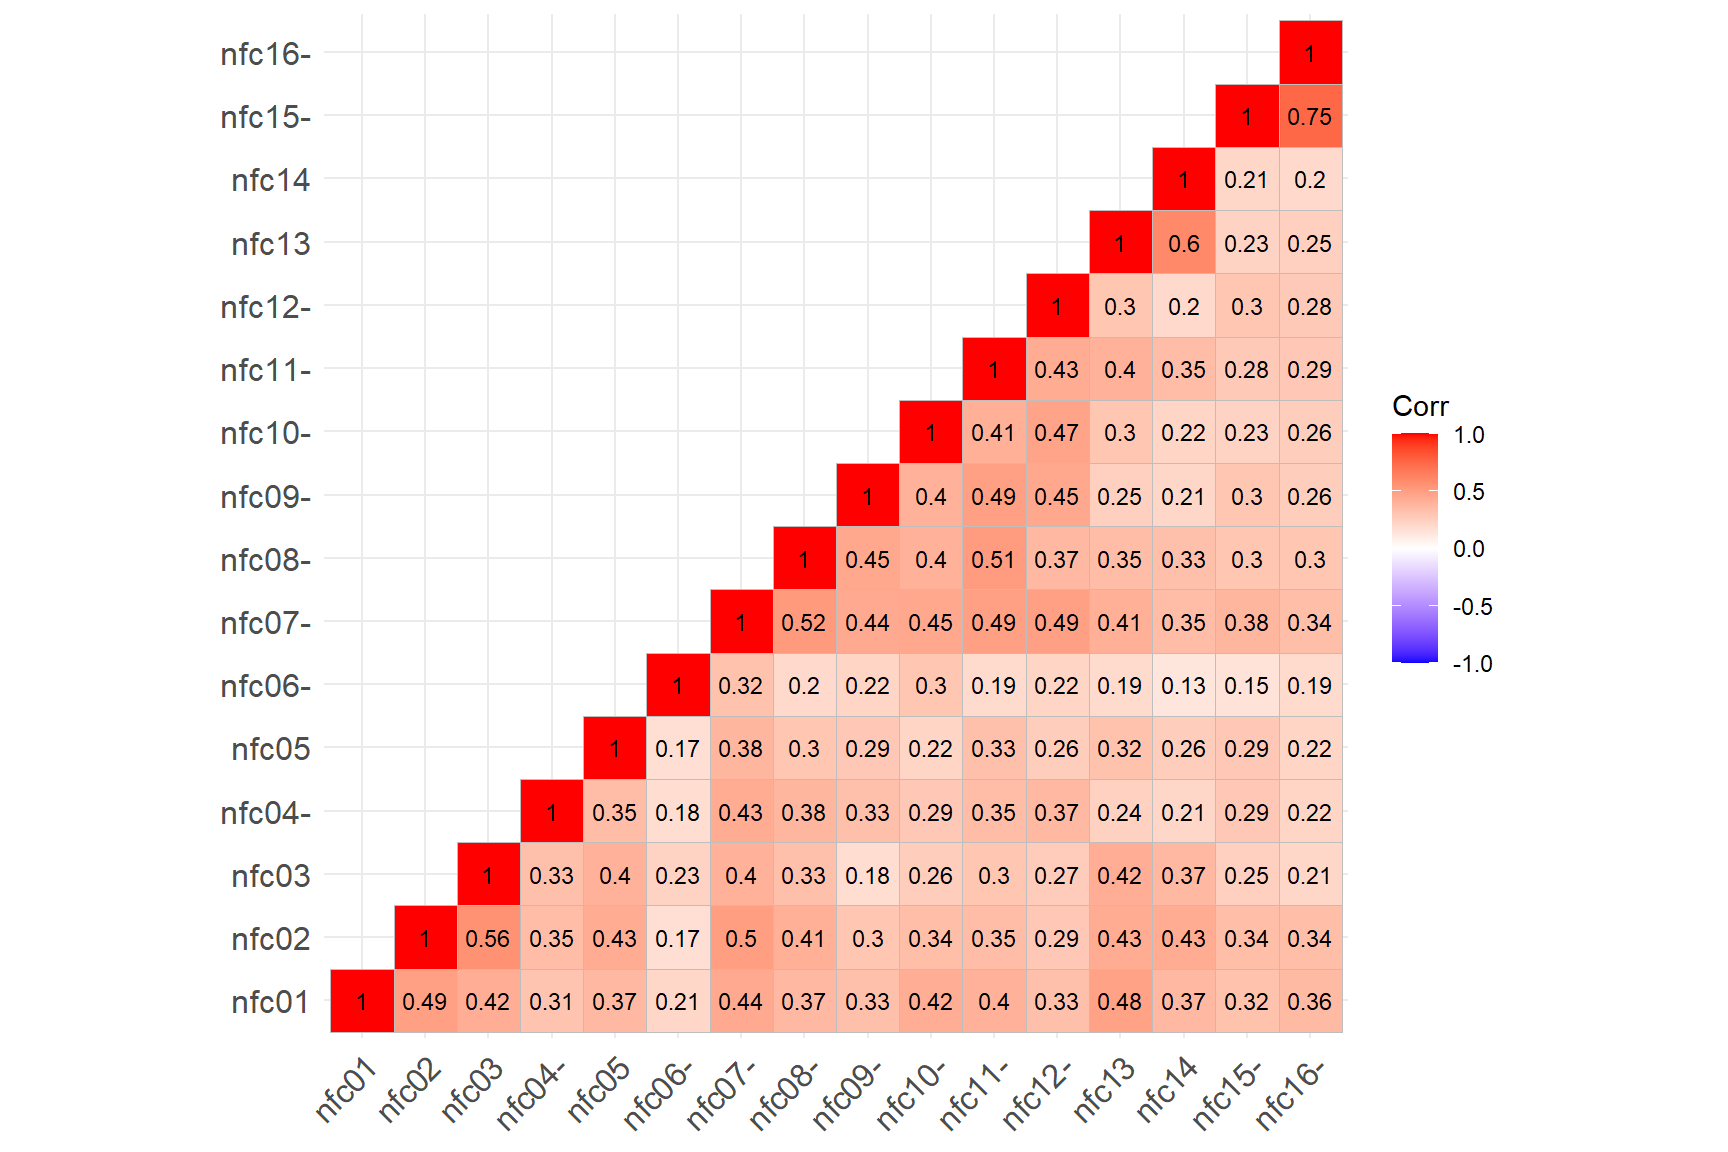 nfc16- 1
nfc15- 1 0.75
nfc14 1 0.21 0.2
nfc13 1 0.6 0.23 0.25
nfc12- 1 0.3 0.2 0.3 0.28
nfc11- 1 0.43 0.4 0.35 0.28 0.29
nfc10- 1 0.41 0.47 0.3 0.22 0.23 0.26
nfc09- 1 0.4 0.49 0.45 0.25 0.21 0.3 0.26
nfc08- 1 0.45 0.4 0.51 0.37 0.35 0.33 0.3 0.3
nfc07- 1 0.52 0.44 0.45 0.49 0.49 0.41 0.35 0.38 0.34
nfc06- 1 0.32 0.2 0.22 0.3 0.19 0.22 0.19 0.13 0.15 0.19
nfc05 1 0.17 0.38 0.3 0.29 0.22 0.33 0.26 0.32 0.26 0.29 0.22
nfc04- 1 0.35 0.18 0.43 0.38 0.33 0.29 0.35 0.37 0.24 0.21 0.29 0.22
nfc03 1 0.33 0.4 0.23 0.4 0.33 0.18 0.26 0.3 0.27 0.42 0.37 0.25 0.21
nfc02 1 0.56 0.35 0.43 0.17 0.5 0.41 0.3 0.34 0.35 0.29 0.43 0.43 0.34 0.34
nfc01 1 0.49 0.42 0.31 0.37 0.21 0.44 0.37 0.33 0.42 0.4 0.33 0.48 0.37 0.32 0.36
nfc01 nfc02 nfc03 nfc04- nfc05 nfc06- nfc07- nfc08- nfc09- nfc10- nfc11- nfc12- nfc13 nfc14 nfc15- nfc16-
Corr
1.0
0.5
0.0
-0.5
-1.0